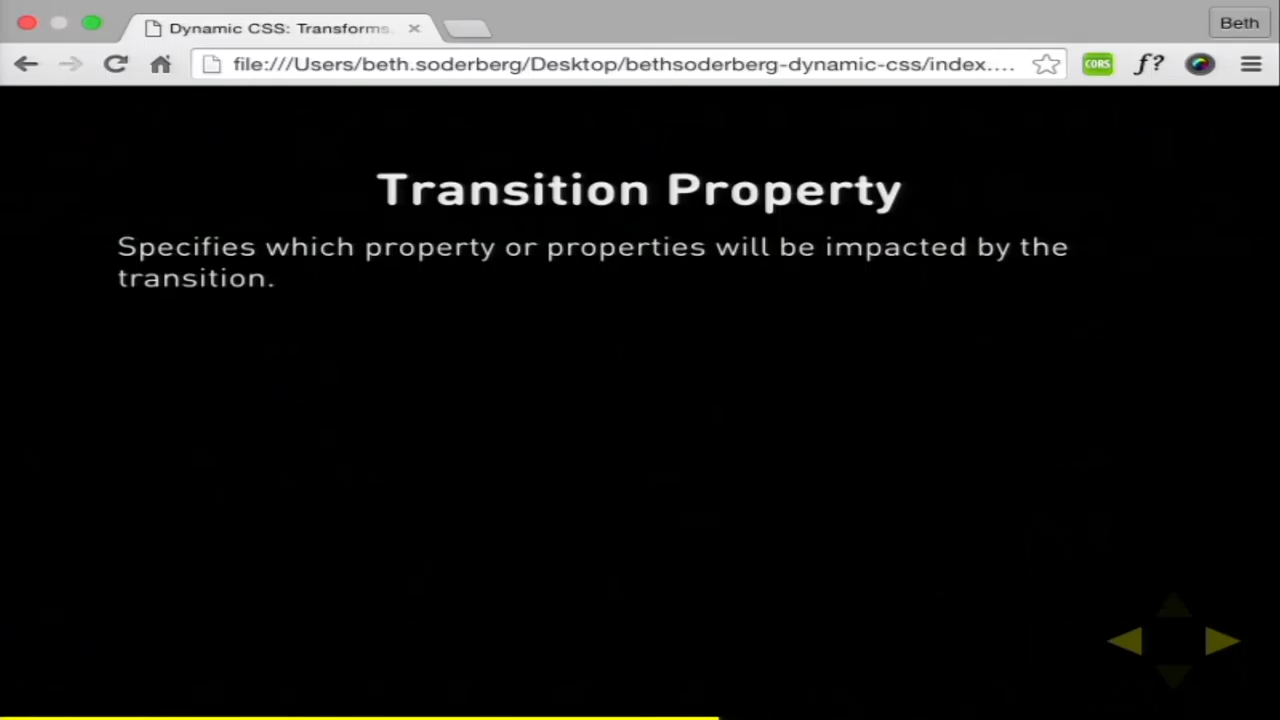 Dynamic CSS: Transforms
Beth
file:///Users/beth.soderberg/Desktop/bethsoderberg-dynamic-css/index....
CORS
f?
Transition Property
Specifies which property or properties will be impacted by the
transition.